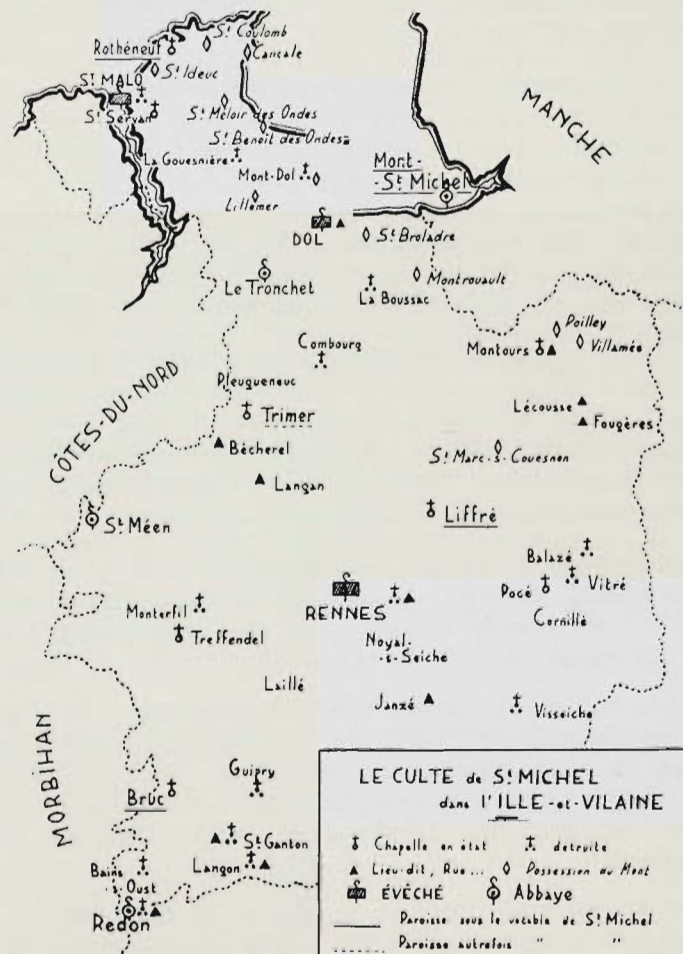 St Coulomb
Rothéneuf
Cancale
St Ideuc
St MALO
St Servan
St Méloir des Ondes
St Benoit des Ondes
La Gouesnière
Mont-Dol
Lillemer
MANCHE
Mont-
-St Michel
DOL
St Broladre
Le Tronchet
Montrouault
La Boussac
Poilley
Villamée
Montours
Combourg
Pleugueneuc
CÔTES-DU-NORD
Trimer
Lécousse
Fougères
Bécherel
St Marc-s-Couesnon
Langan
Liffré
St Méen
Balazé
Vitré
Pocé
Cornillé
RENNES
Monterfil
Treffendel
Noyal
-s-Seiche
Laillé
Janzé
Visseiche
MORBIHAN
Guipry
Bruc
St Ganton
Langon
Bains
s. Oust
Redon
LE CULTE de St MICHEL
dans l'ILLE-et-VILAINE
Chapelle en état détruite
Lieu-dit, Rue... Possession du Mont
ÉVÊCHÉ Abbaye
Paroisse sous le vocable de St Michel
Paroisse autrefois " "